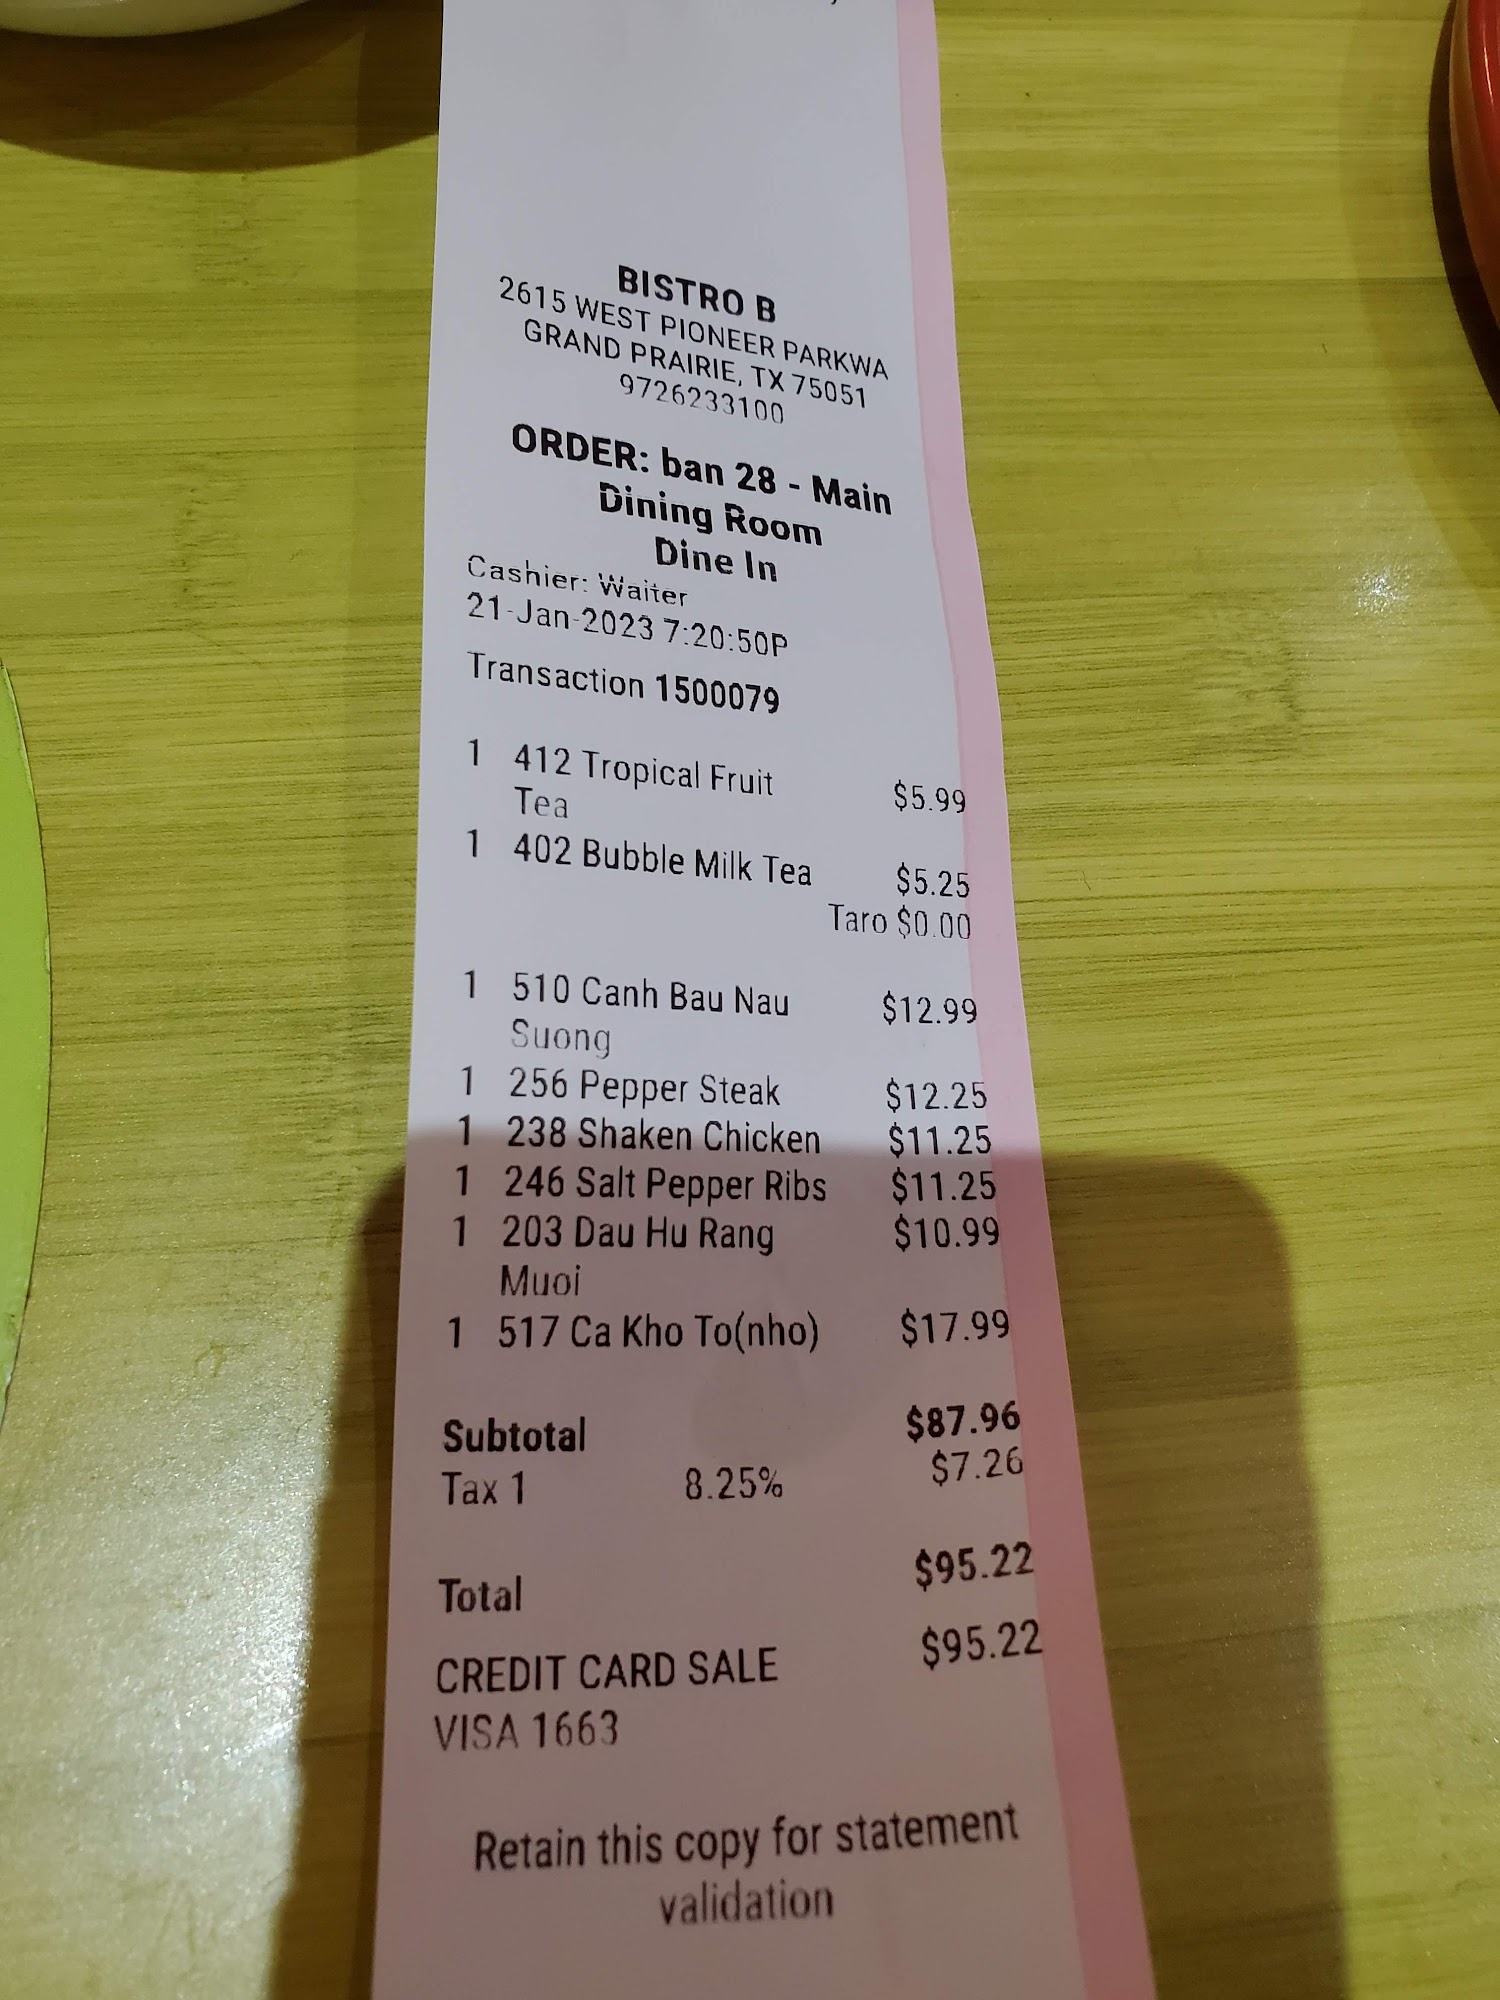 BISTRO B
2615 WEST PIONEER PARKWA
GRAND PRAIRIE, TX 75051
9726233100
ORDER: ban 28 - Main
Dining Room
Dine In
Cashier: Waiter
21-Jan-2023 7:20:50P
Transaction 1500079
1 412 Tropical Fruit $5.99
Tea
1 402 Bubble Milk Tea $5.25
Taro $0.00
1 510 Canh Bau Nau $12.99
Suong
1 256 Pepper Steak $12.25
1 238 Shaken Chicken $11.25
1 246 Salt Pepper Ribs $11.25
1 203 Dau Hu Rang $10.99
Muoi
1 517 Ca Kho To(nho) $17.99
Subtotal $87.96
Tax 1 8.25% $7.26
Total $95.22
CREDIT CARD SALE $95.22
VISA 1663
Retain this copy for statement
validation